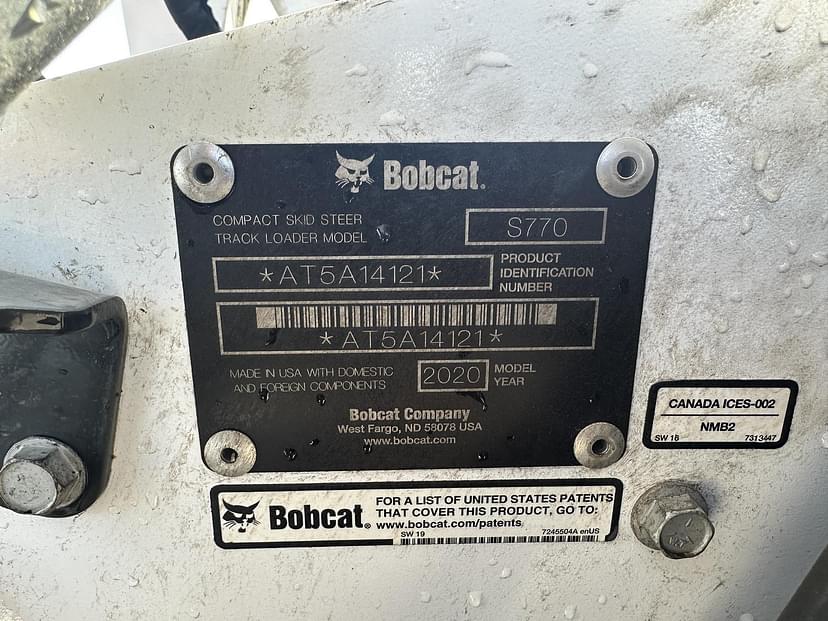 Bobcat.
COMPACT SKID STEER
TRACK LOADER MODEL
S770
*AT5A14121*
PRODUCT
IDENTIFICATION
NUMBER
*AT5A14121*
MADE IN USA WITH DOMESTIC
AND FOREIGN COMPONENTS
2020
MODEL
YEAR
Bobcat Company
West Fargo, ND 58078 USA
www.bobcat.com
CANADA ICES-002
NMB2
SW 18 7313447
Bobcat.
FOR A LIST OF UNITED STATES PATENTS
THAT COVER THIS PRODUCT, GO TO:
www.bobcat.com/patents
SW 19 7245504A enUS